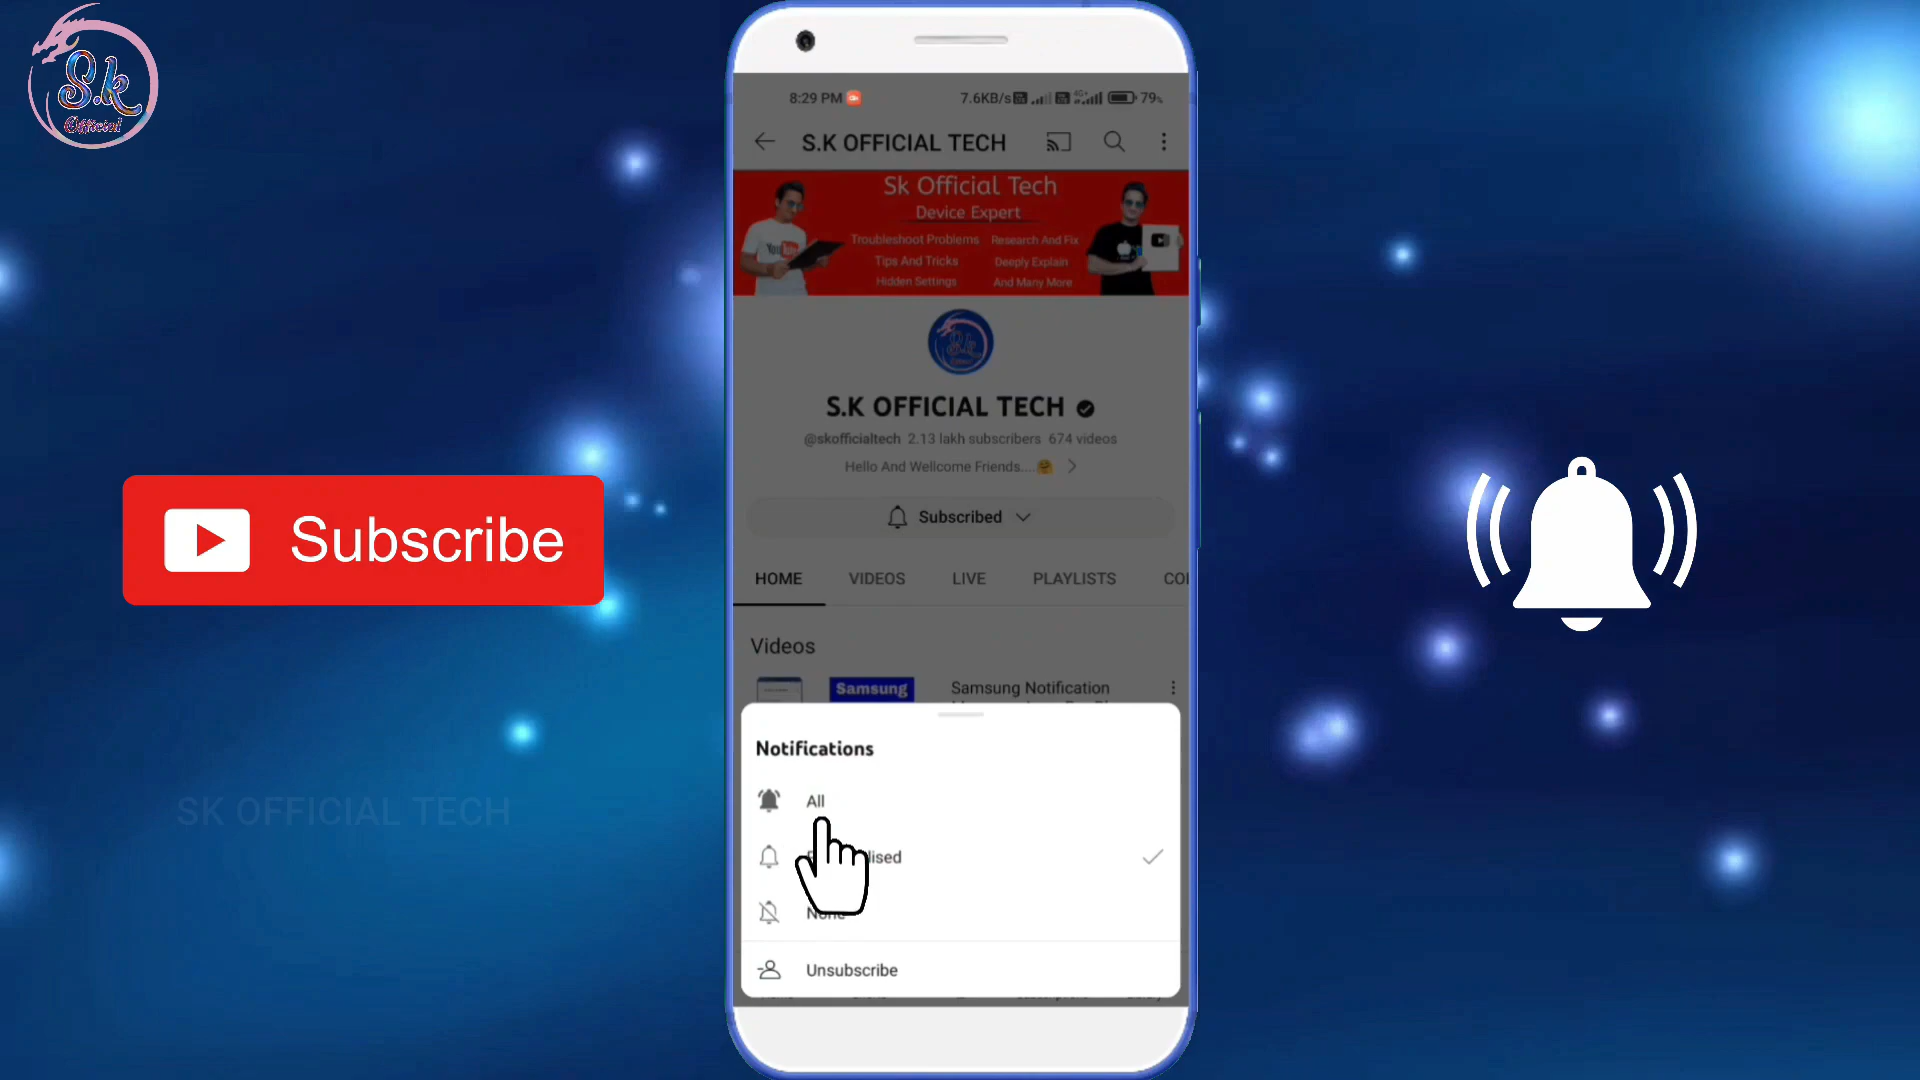 S.k
Official
8:29 PM
7.6KB/s
4G+
79%
S.K OFFICIAL TECH
Sk Official Tech
Device Expert
Troubleshoot Problems
Research And Fix
Tips And Tricks
Deeply Explain
Hidden Settings
And Many More
S.K OFFICIAL TECH
@skofficialtech 2.13 lakh subscribers 674 videos
Hello And Wellcome Friends....🤗
Subscribed
Subscribe
HOME VIDEOS LIVE PLAYLISTS
Videos
Samsung
Samsung Notification
Notifications
All
None
Unsubscribe
SK OFFICIAL TECH